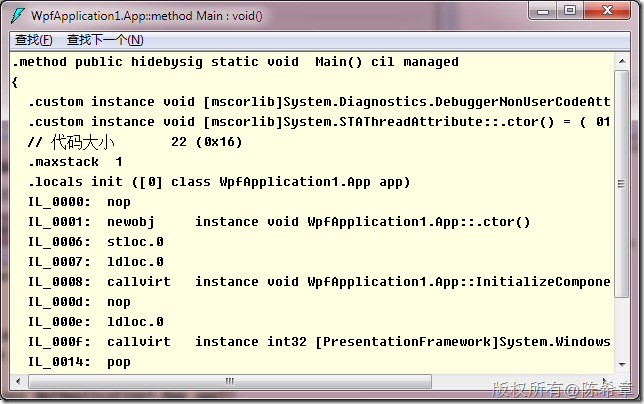 WpfApplication1.App::method Main : void()
查找(F) 查找下一个(N)
.method public hidebysig static void  Main() cil managed
{
  .custom instance void [mscorlib]System.Diagnostics.DebuggerNonUserCodeAtt
  .custom instance void [mscorlib]System.STAThreadAttribute::.ctor() = ( 01
  // 代码大小       22 (0x16)
  .maxstack  1
  .locals init ([0] class WpfApplication1.App app)
  IL_0000:  nop
  IL_0001:  newobj     instance void WpfApplication1.App::.ctor()
  IL_0006:  stloc.0
  IL_0007:  ldloc.0
  IL_0008:  callvirt   instance void WpfApplication1.App::InitializeCompone
  IL_000d:  nop
  IL_000e:  ldloc.0
  IL_000f:  callvirt   instance int32 [PresentationFramework]System.Windows
  IL_0014:  pop
版权所有@陈希章